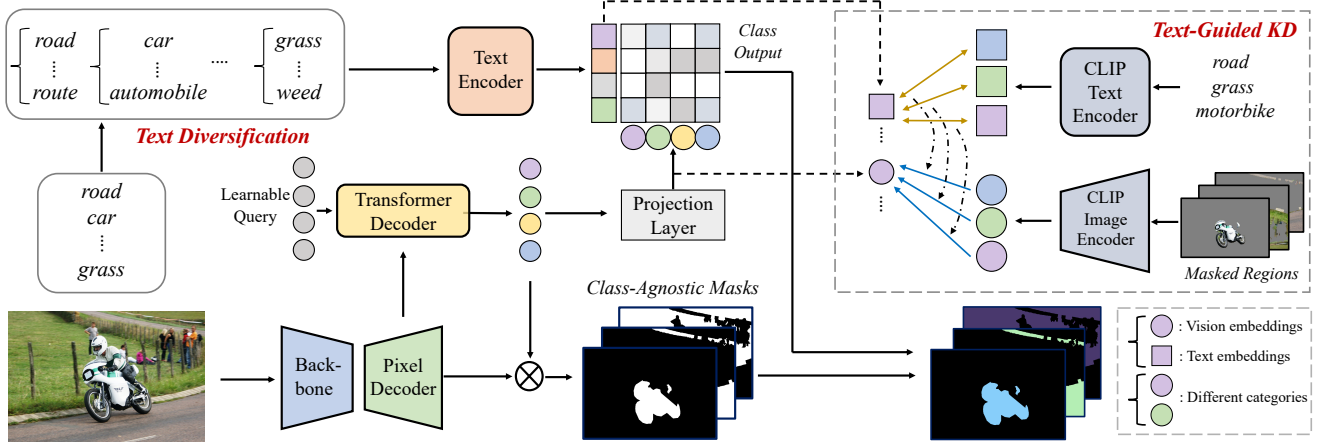 road
⋮
route
car
⋮
automobile
....
grass
⋮
weed
Text Diversification
road
car
⋮
grass
Text
Encoder
Class
Output
Learnable
Query
Transformer
Decoder
Projection
Layer
Back-
bone
Pixel
Decoder
Class-Agnostic Masks
Text-Guided KD
CLIP
Text
Encoder
road
grass
motorbike
⋮
⋮
CLIP
Image
Encoder
Masked Regions
: Vision embeddings
: Text embeddings
: Different categories